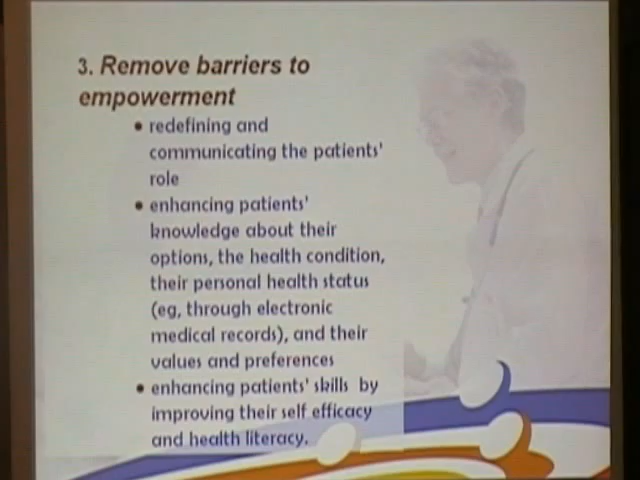 3. Remove barriers to
empowerment
• redefining and
communicating the patients'
role
• enhancing patients'
knowledge about their
options, the health condition,
their personal health status
(eg, through electronic
medical records), and their
values and preferences
• enhancing patients' skills by
improving their self efficacy
and health literacy.